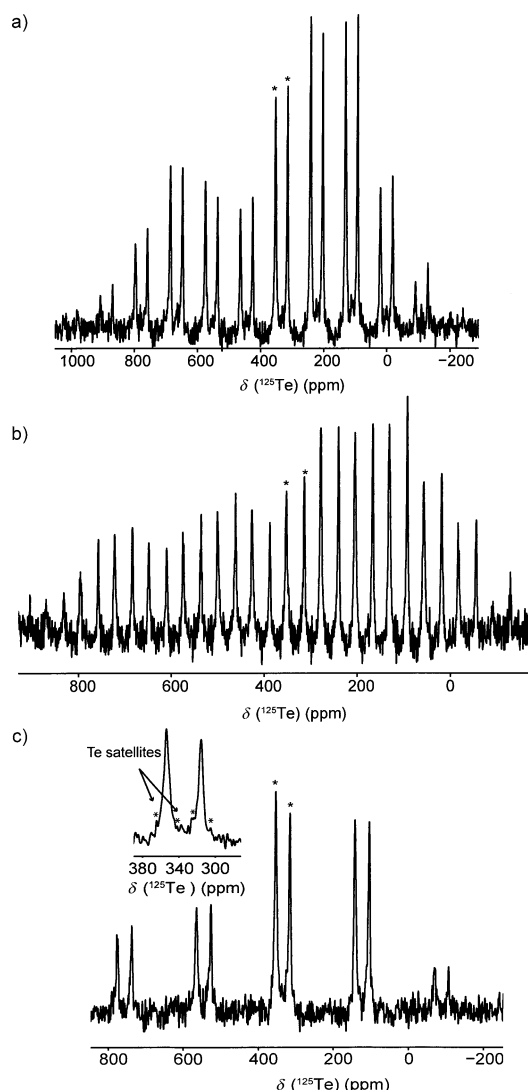 a)
* *
1000 800 600 400 200 0 −200
δ (¹²⁵Te) (ppm)
b)
* *
800 600 400 200 0
δ (¹²⁵Te) (ppm)
c)
Te satellites
* * * *
380 340 300
δ (¹²⁵Te ) (ppm)
* *
800 600 400 200 0 −200
δ (¹²⁵Te) (ppm)